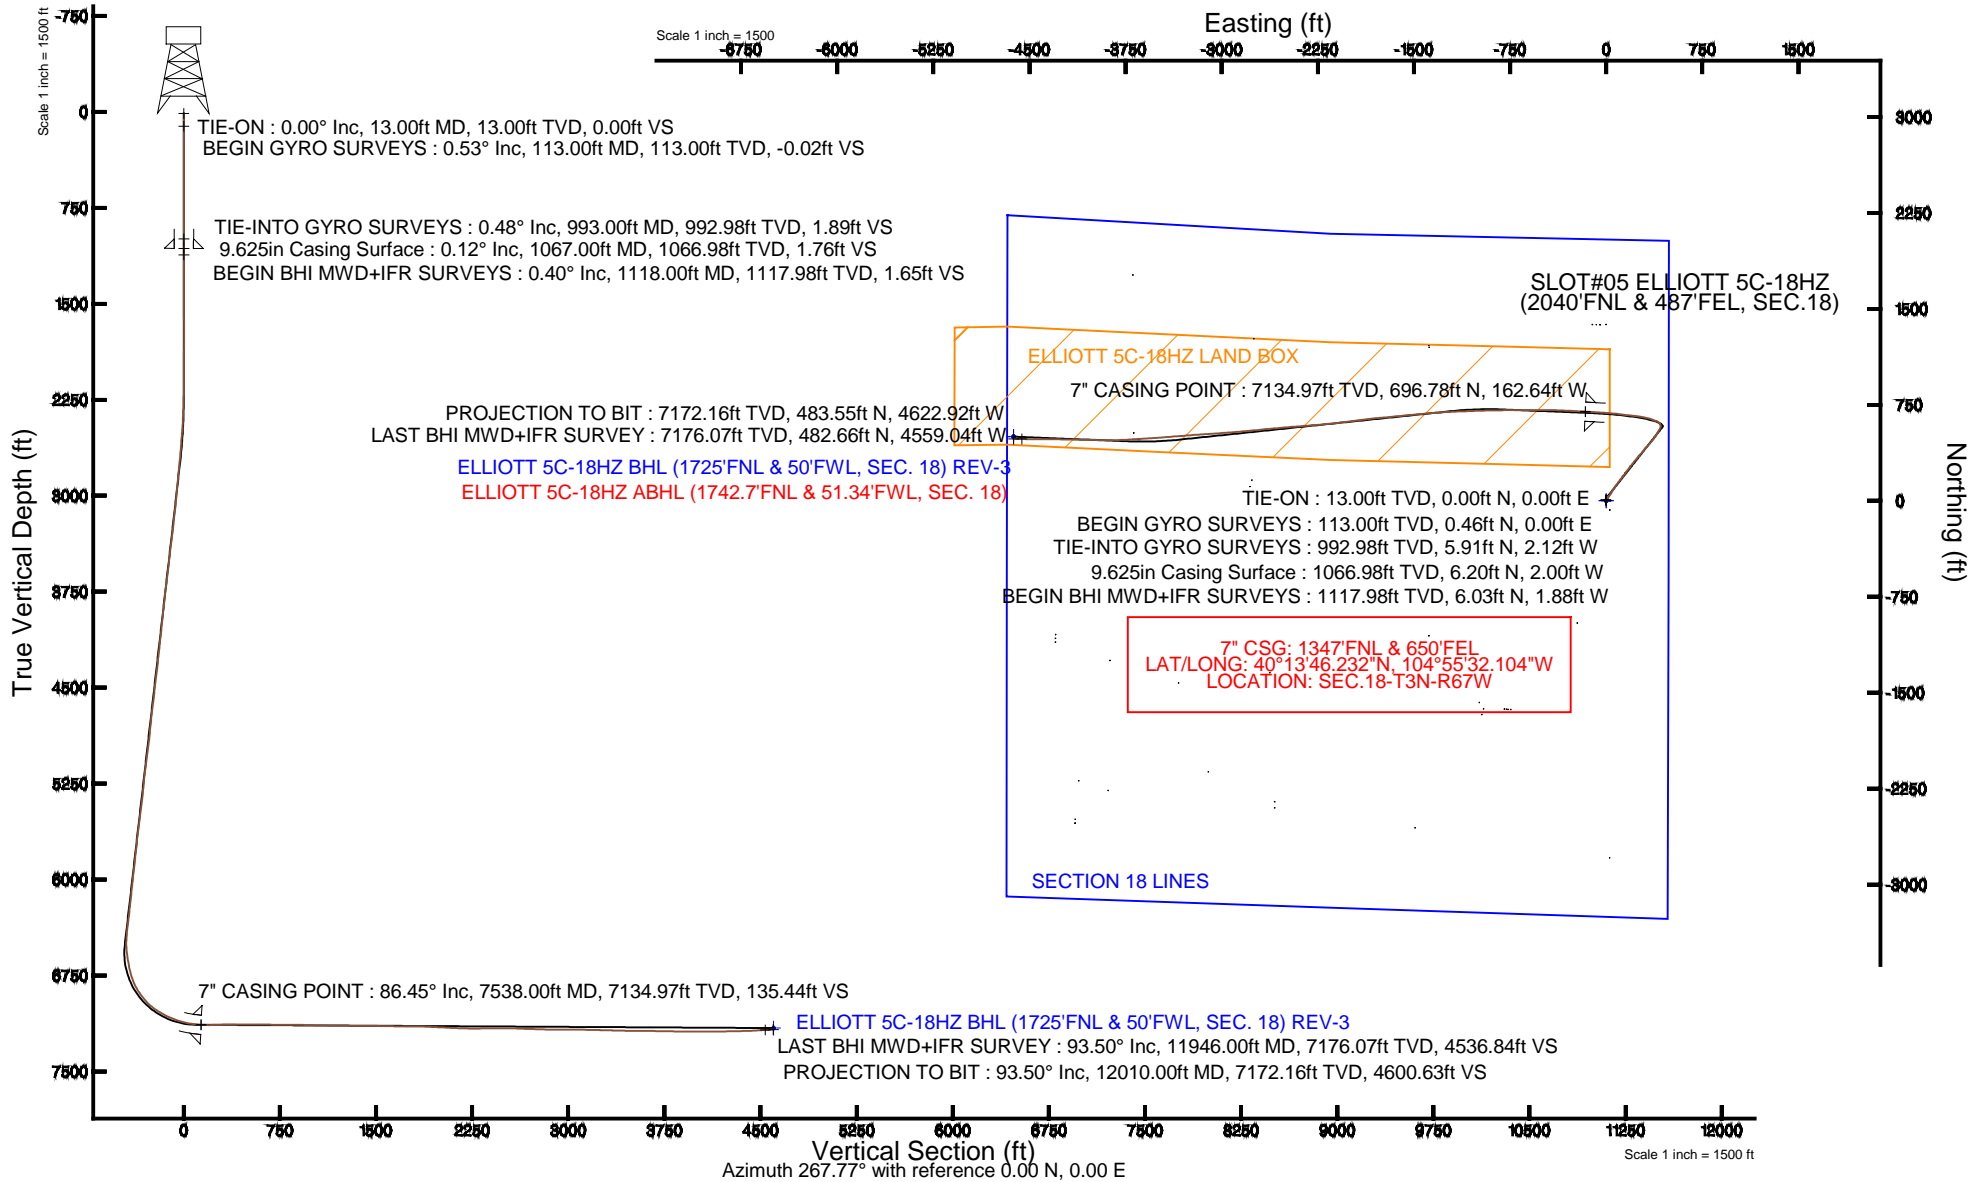 Easting (ft)
Scale 1 inch = 1500
-6750 -6000 -5250 -4500 -3750 -3000 -2250 -1500 -750 0 750 1500
Scale 1 inch = 1500 ft
-750
0
750
1500
2250
3000
3750
4500
5250
6000
6750
7500
True Vertical Depth (ft)
TIE-ON : 0.00° Inc, 13.00ft MD, 13.00ft TVD, 0.00ft VS
BEGIN GYRO SURVEYS : 0.53° Inc, 113.00ft MD, 113.00ft TVD, -0.02ft VS
TIE-INTO GYRO SURVEYS : 0.48° Inc, 993.00ft MD, 992.98ft TVD, 1.89ft VS
9.625in Casing Surface : 0.12° Inc, 1067.00ft MD, 1066.98ft TVD, 1.76ft VS
BEGIN BHI MWD+IFR SURVEYS : 0.40° Inc, 1118.00ft MD, 1117.98ft TVD, 1.65ft VS
SLOT#05 ELLIOTT 5C-18HZ
(2040'FNL & 487'FEL, SEC.18)
ELLIOTT 5C-18HZ LAND BOX
7" CASING POINT : 7134.97ft TVD, 696.78ft N, 162.64ft W
PROJECTION TO BIT : 7172.16ft TVD, 483.55ft N, 4622.92ft W
LAST BHI MWD+IFR SURVEY : 7176.07ft TVD, 482.66ft N, 4559.04ft W
ELLIOTT 5C-18HZ BHL (1725'FNL & 50'FWL, SEC. 18) REV-3
ELLIOTT 5C-18HZ ABHL (1742.7'FNL & 51.34'FWL, SEC. 18)
TIE-ON : 13.00ft TVD, 0.00ft N, 0.00ft E
BEGIN GYRO SURVEYS : 113.00ft TVD, 0.46ft N, 0.00ft E
TIE-INTO GYRO SURVEYS : 992.98ft TVD, 5.91ft N, 2.12ft W
9.625in Casing Surface : 1066.98ft TVD, 6.20ft N, 2.00ft W
BEGIN BHI MWD+IFR SURVEYS : 1117.98ft TVD, 6.03ft N, 1.88ft W
7" CSG: 1347'FNL & 650'FEL
LAT/LONG: 40°13'46.232"N, 104°55'32.104"W
LOCATION: SEC.18-T3N-R67W
SECTION 18 LINES
3000
2250
1500
750
0
-750
-1500
-2250
-3000
Northing (ft)
7" CASING POINT : 86.45° Inc, 7538.00ft MD, 7134.97ft TVD, 135.44ft VS
ELLIOTT 5C-18HZ BHL (1725'FNL & 50'FWL, SEC. 18) REV-3
LAST BHI MWD+IFR SURVEY : 93.50° Inc, 11946.00ft MD, 7176.07ft TVD, 4536.84ft VS
PROJECTION TO BIT : 93.50° Inc, 12010.00ft MD, 7172.16ft TVD, 4600.63ft VS
0 750 1500 2250 3000 3750 4500 5250 6000 6750 7500 8250 9000 9750 10500 11250 12000
Vertical Section (ft)
Scale 1 inch = 1500 ft
Azimuth 267.77° with reference 0.00 N, 0.00 E